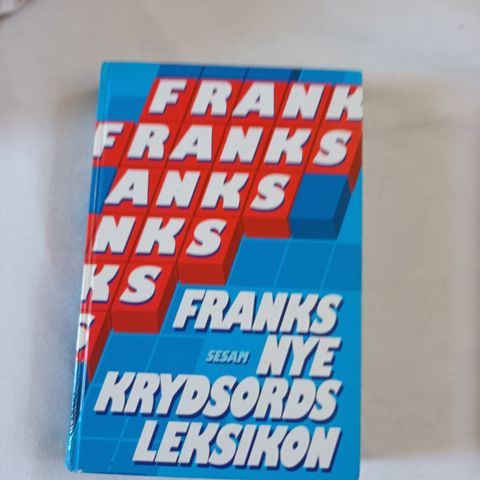 FRANK
FRANKS
ANKS
NKS
KS
S
FRANKS
SESAM NYE
KRYDSORDS
LEKSIKON